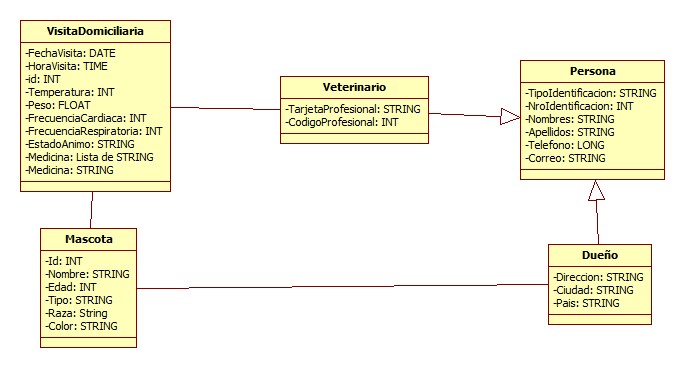 VisitaDomiciliaria
-FechaVisita: DATE
-HoraVisita: TIME
-id: INT
-Temperatura: INT
-Peso: FLOAT
-FrecuenciaCardiaca: INT
-FrecuenciaRespiratoria: INT
-EstadoAnimo: STRING
-Medicina: Lista de STRING
-Medicina: STRING
Veterinario
-TarjetaProfesional: STRING
-CodigoProfesional: INT
Persona
-TipoIdentificacion: STRING
-NroIdentificacion: INT
-Nombres: STRING
-Apellidos: STRING
-Telefono: LONG
-Correo: STRING
Mascota
-Id: INT
-Nombre: STRING
-Edad: INT
-Tipo: STRING
-Raza: String
-Color: STRING
Dueño
-Direccion: STRING
-Ciudad: STRING
-Pais: STRING